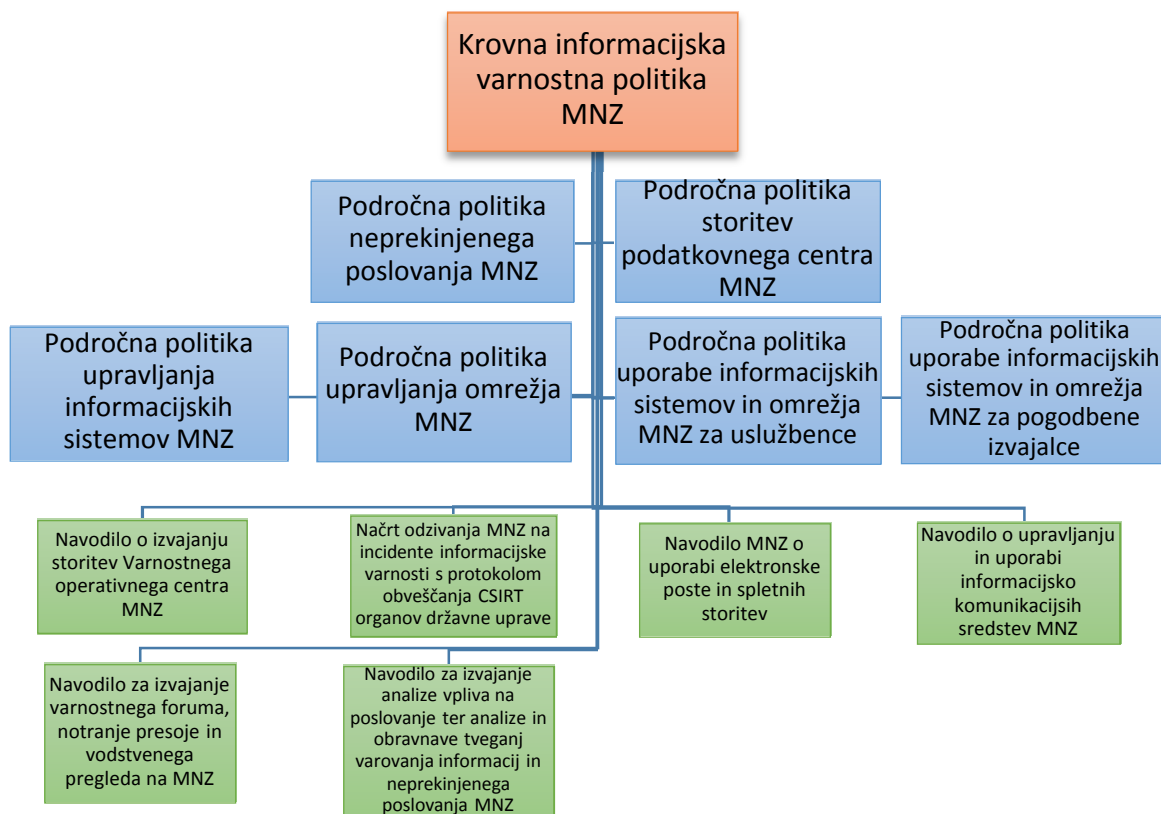 Krovna informacijska
varnostna politika
MNZ
Področna politika
neprekinjenega
poslovanja MNZ
Področna politika
storitev
podatkovnega centra
MNZ
Področna politika
upravljanja
informacijskih
sistemov MNZ
Področna politika
upravljanja omrežja
MNZ
Področna politika
uporabe informacijskih
sistemov in omrežja
MNZ za uslužbence
Področna politika
uporabe informacijskih
sistemov in omrežja
MNZ za pogodbene
izvajalce
Navodilo o izvajanju
storitev Varnostnega
operativnega centra
MNZ
Načrt odzivanja MNZ na
incidente informacijske
varnosti s protokolom
obveščanja CSIRT
organov državne uprave
Navodilo MNZ o
uporabi elektronske
poste in spletnih
storitev
Navodilo o upravljanju
in uporabi
informacijsko
komunikacijsih
sredstev MNZ
Navodilo za izvajanje
varnostnega foruma,
notranje presoje in
vodstvenega
pregleda na MNZ
Navodilo za izvajanje
analize vpliva na
poslovanje ter analize in
obravnave tveganj
varovanja informacij in
neprekinjenega
poslovanja MNZ